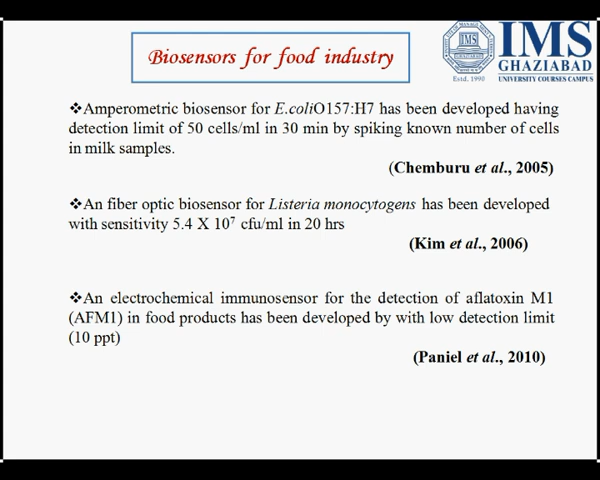 Biosensors for food industry
IMS
GHAZIABAD
UNIVERSITY COURSES CAMPUS
Estd. 1990
❖Amperometric biosensor for E.coliO157:H7 has been developed having
detection limit of 50 cells/ml in 30 min by spiking known number of cells
in milk samples.
(Chemburu et al., 2005)
❖An fiber optic biosensor for Listeria monocytogens has been developed
with sensitivity 5.4 X 10⁷ cfu/ml in 20 hrs
(Kim et al., 2006)
❖An electrochemical immunosensor for the detection of aflatoxin M1
(AFM1) in food products has been developed by with low detection limit
(10 ppt)
(Paniel et al., 2010)